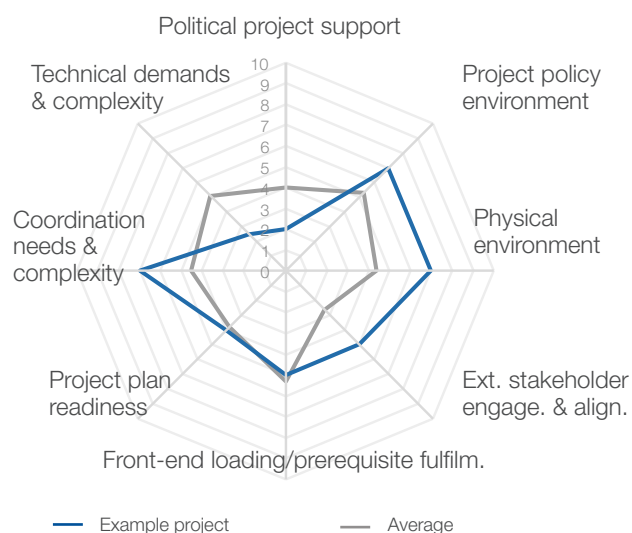 Political project support
Technical demands
& complexity
Project policy
environment
10
9
8
7
6
5
4
3
2
1
0
Coordination
needs &
complexity
Physical
environment
Project plan
readiness
Ext. stakeholder
engage. & align.
Front-end loading/prerequisite fulfilm.
Example project
Average